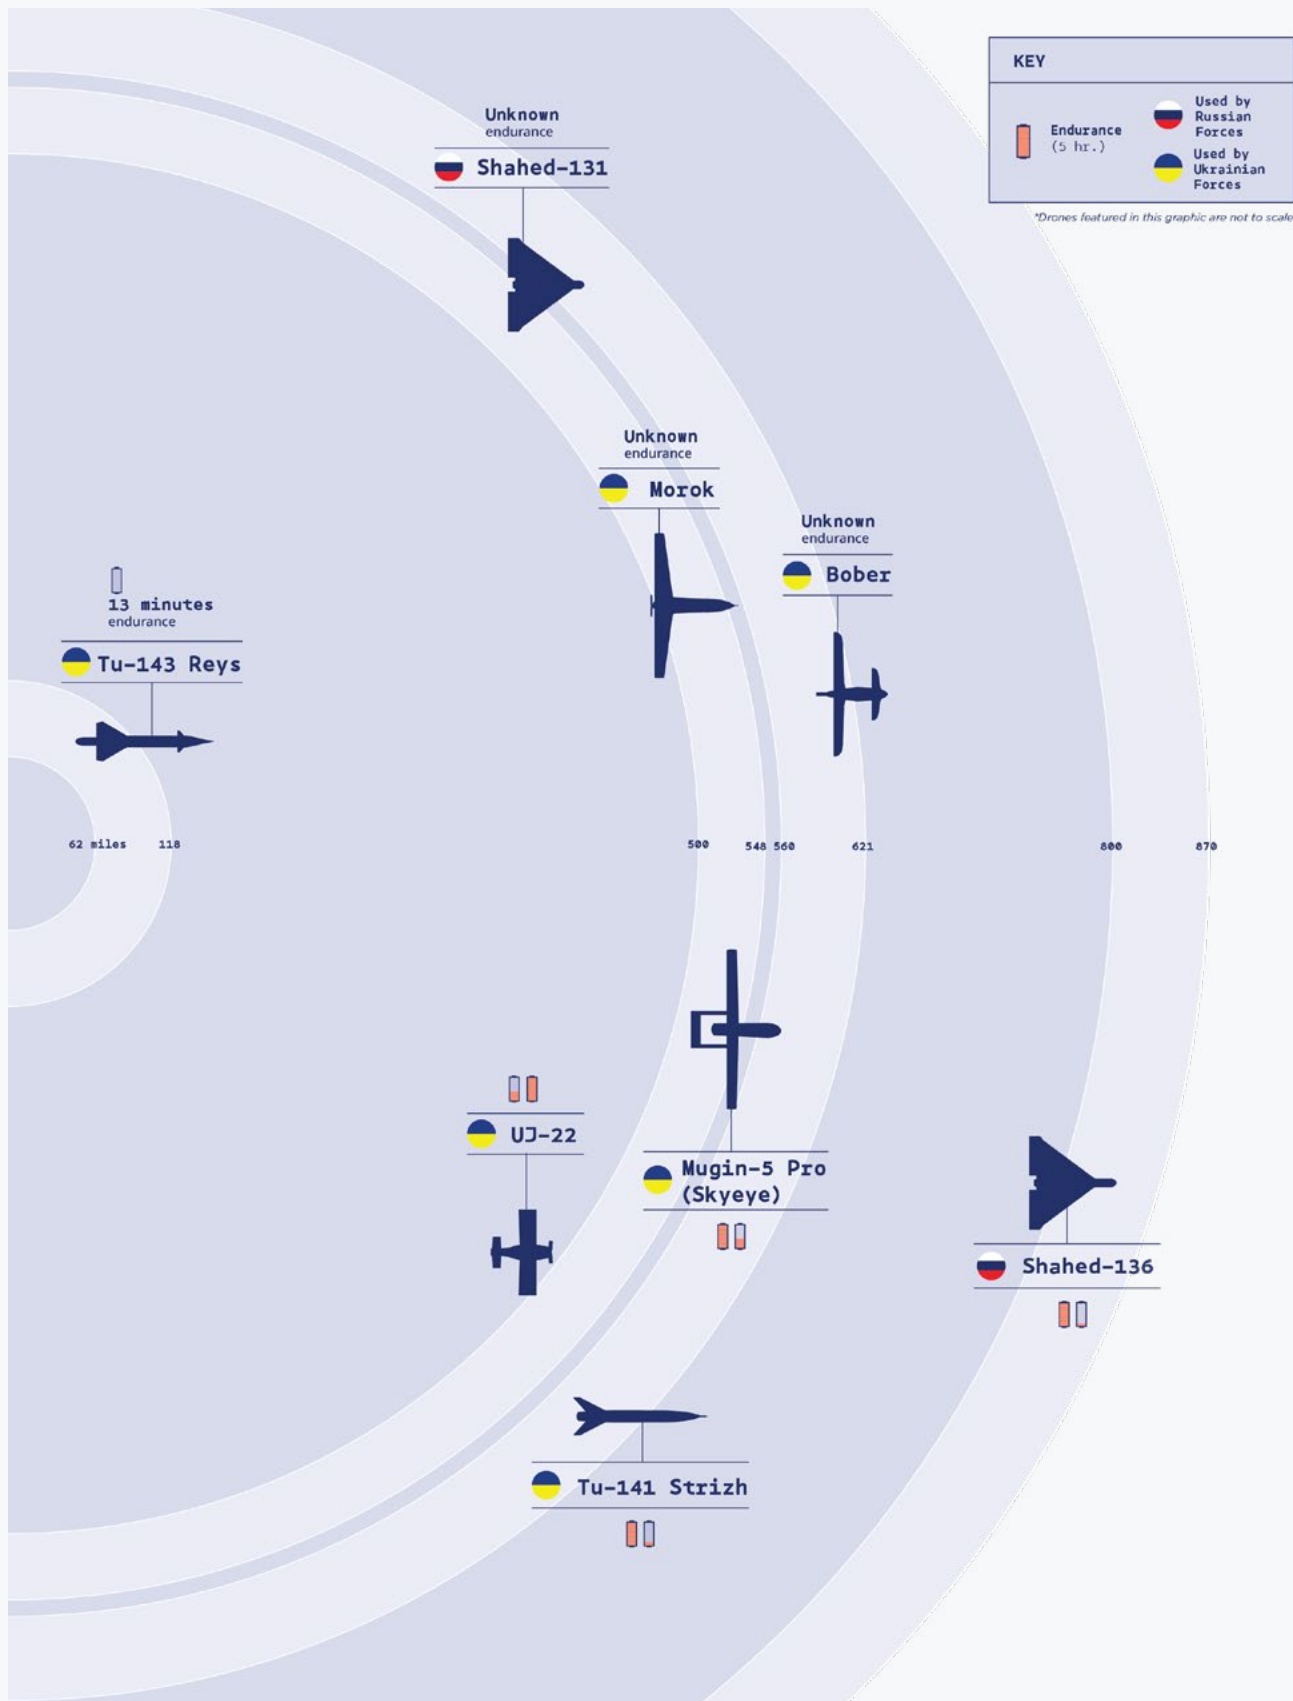 KEY
Endurance
(5 hr.)
Used by
Russian
Forces
Used by
Ukrainian
Forces
*Drones featured in this graphic are not to scale
Unknown
endurance
Shahed-131
Unknown
endurance
Morok
Unknown
endurance
Bober
13 minutes
endurance
Tu-143 Reys
62 miles 118 500 548 560 621 800 870
UJ-22
Mugin-5 Pro
(Skyeye)
Shahed-136
Tu-141 Strizh